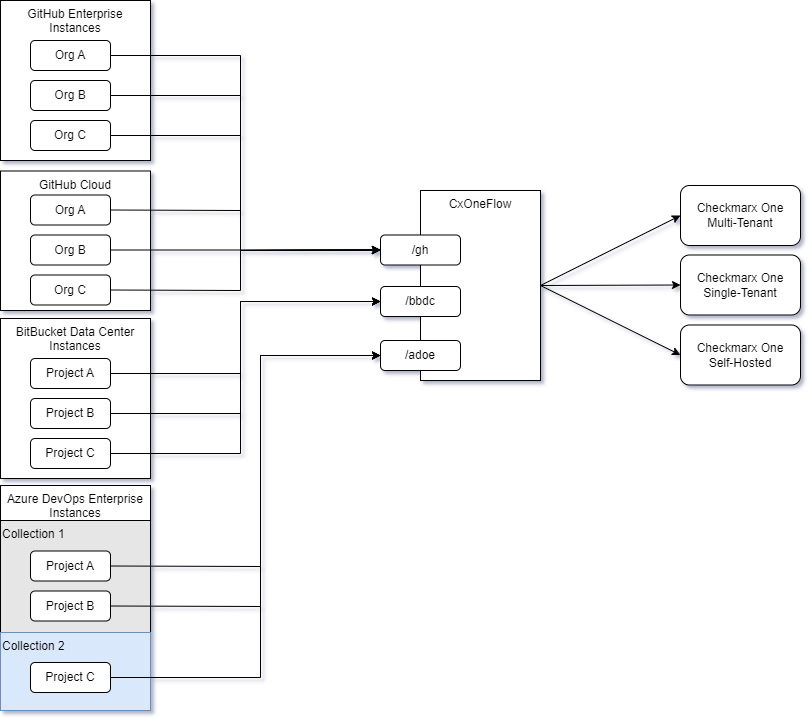 GitHub Enterprise
Instances
Org A
Org B
Org C
GitHub Cloud
Org A
Org B
Org C
BitBucket Data Center
Instances
Project A
Project B
Project C
Azure DevOps Enterprise
Instances
Collection 1
Project A
Project B
Collection 2
Project C
CxOneFlow
/gh
/bbdc
/adoe
Checkmarx One
Multi-Tenant
Checkmarx One
Single-Tenant
Checkmarx One
Self-Hosted